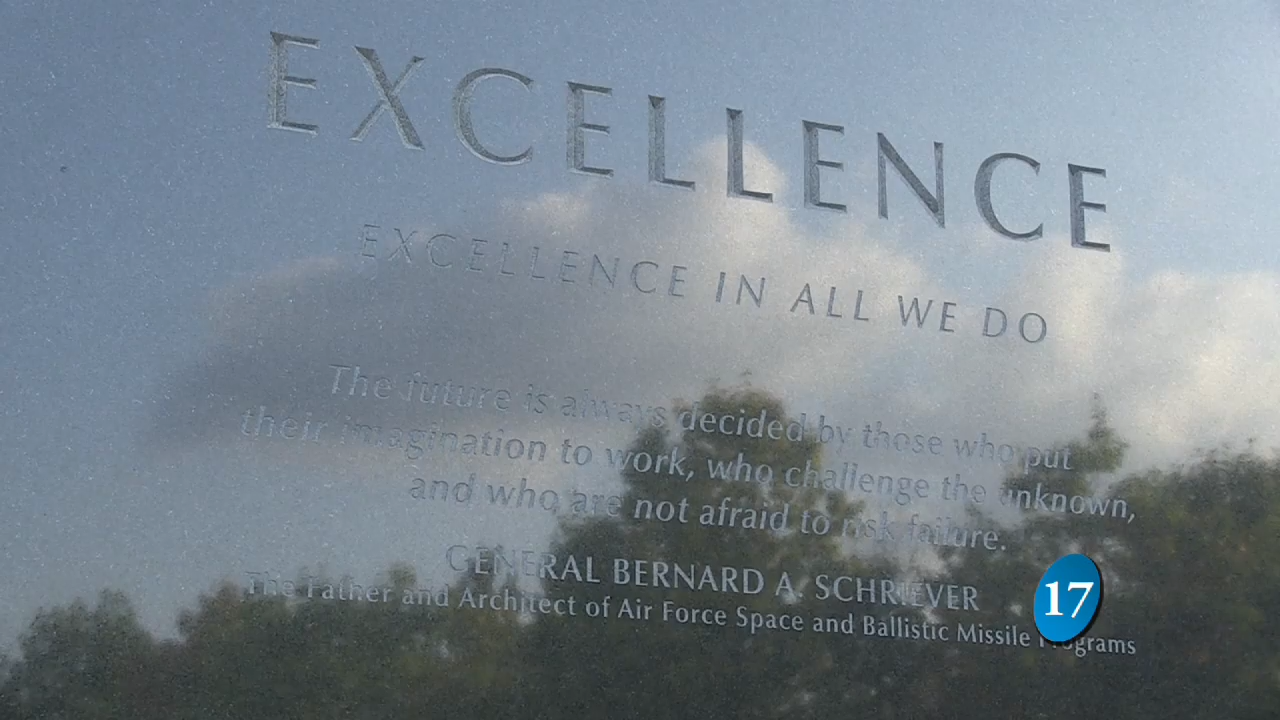 EXCELLENCE
EXCELLENCE IN ALL WE DO
The future is always decided by those who put
their imagination to work, who challenge the unknown,
and who are not afraid to risk failure.
GENERAL BERNARD A. SCHRIEVER
The Father and Architect of Air Force Space and Ballistic Missile Programs
17